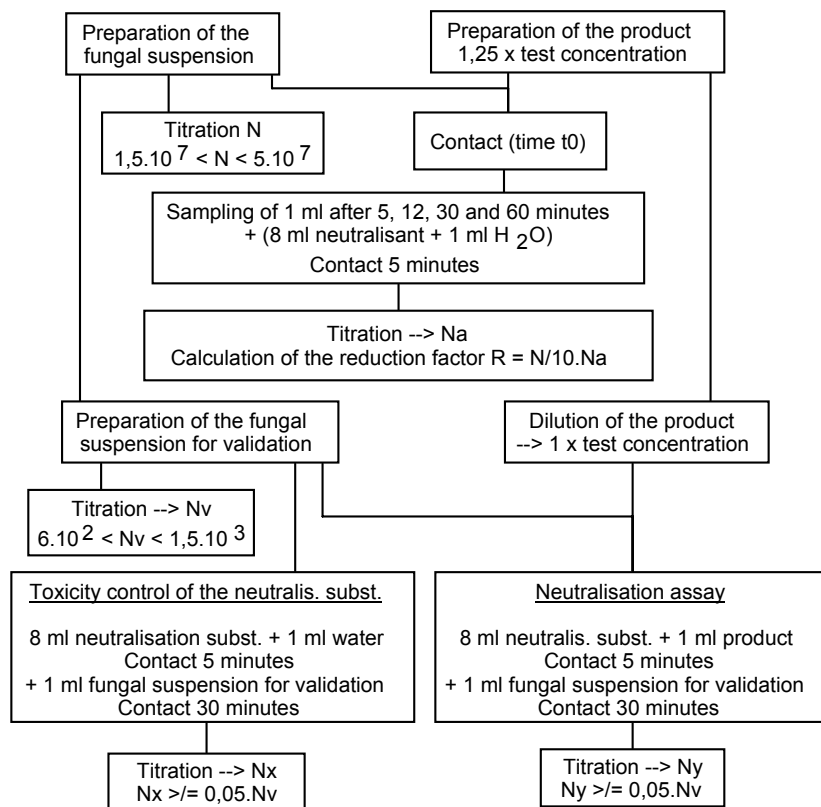 Preparation of the
fungal suspension
Preparation of the product
1,25 x test concentration
Titration N
1,5.10 7 < N < 5.10 7
Contact (time t0)
Sampling of 1 ml after 5, 12, 30 and 60 minutes
+ (8 ml neutralisant + 1 ml H 2O)
Contact 5 minutes
Titration --> Na
Calculation of the reduction factor R = N/10.Na
Preparation of the fungal
suspension for validation
Dilution of the product
--> 1 x test concentration
Titration --> Nv
6.10 2 < Nv < 1,5.10 3
Toxicity control of the neutralis. subst.
8 ml neutralisation subst. + 1 ml water
Contact 5 minutes
+ 1 ml fungal suspension for validation
Contact 30 minutes
Neutralisation assay
8 ml neutralis. subst. + 1 ml product
Contact 5 minutes
+ 1 ml fungal suspension for validation
Contact 30 minutes
Titration --> Nx
Nx >/= 0,05.Nv
Titration --> Ny
Ny >/= 0,05.Nv